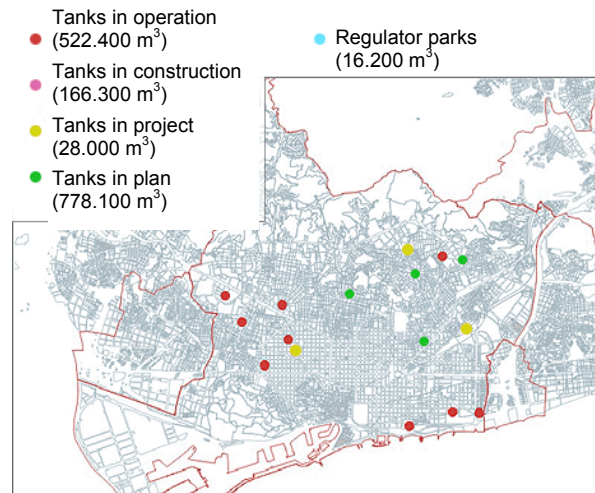 Tanks in operation
(522.400 m³)
Regulator parks
(16.200 m³)
Tanks in construction
(166.300 m³)
Tanks in project
(28.000 m³)
Tanks in plan
(778.100 m³)